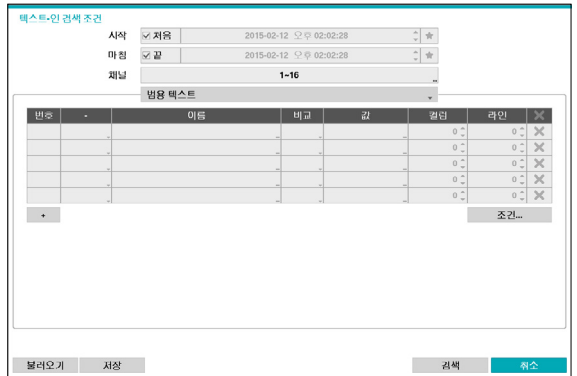 텍스트-인 검색 조건
시작 처음 2015-02-12 오후 02:02:28
마침 끝 2015-02-12 오후 02:02:28
채널 1~16 ...
범용 텍스트
번호 - 이름 비교 값 컬럼 라인
0 0
0 0
0 0
0 0
0 0
+ 조건...
불러오기 저장 검색 취소